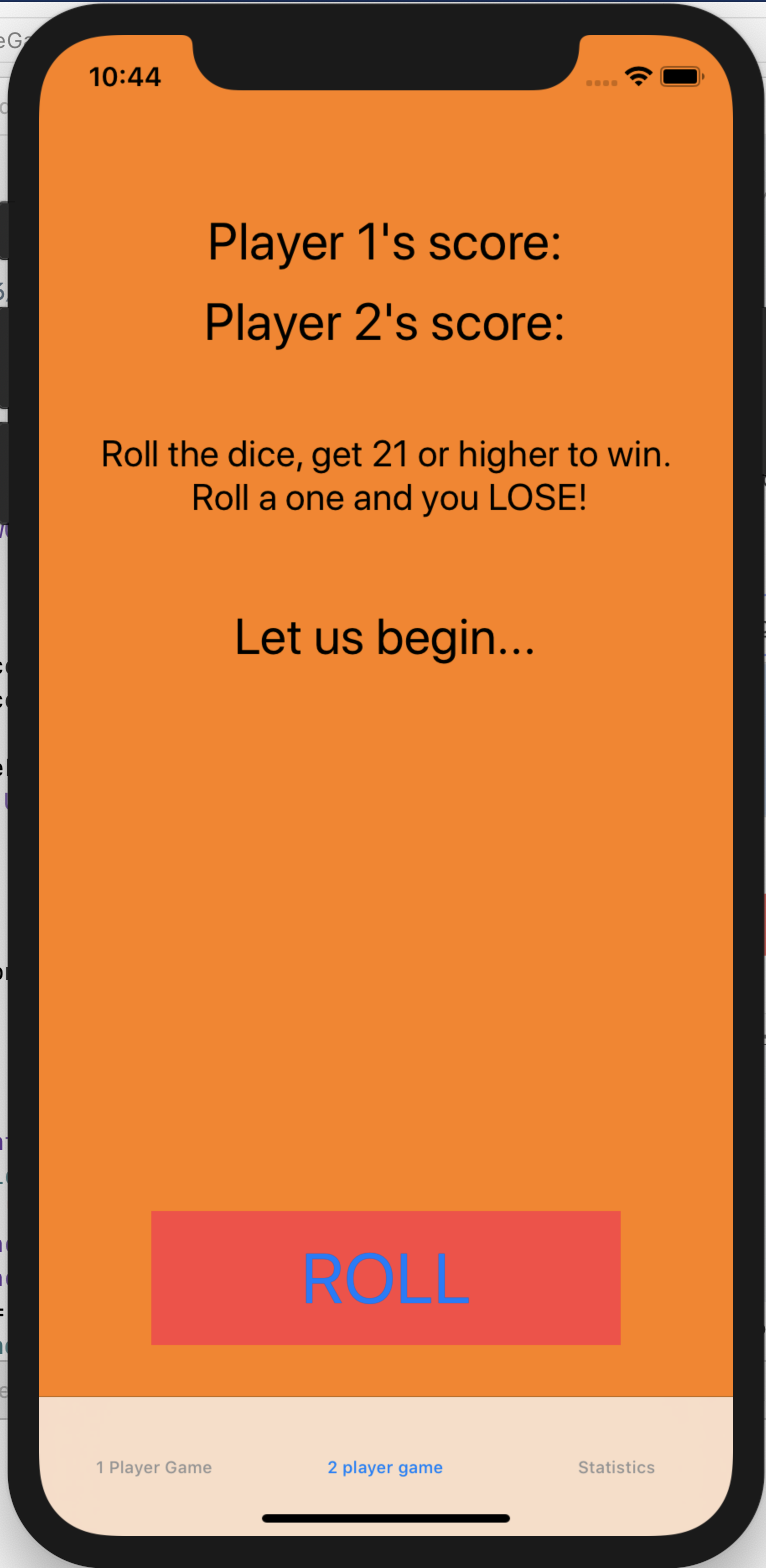 10:44
Player 1's score:
Player 2's score:
Roll the dice, get 21 or higher to win.
Roll a one and you LOSE!
Let us begin...
ROLL
1 Player Game
2 player game
Statistics